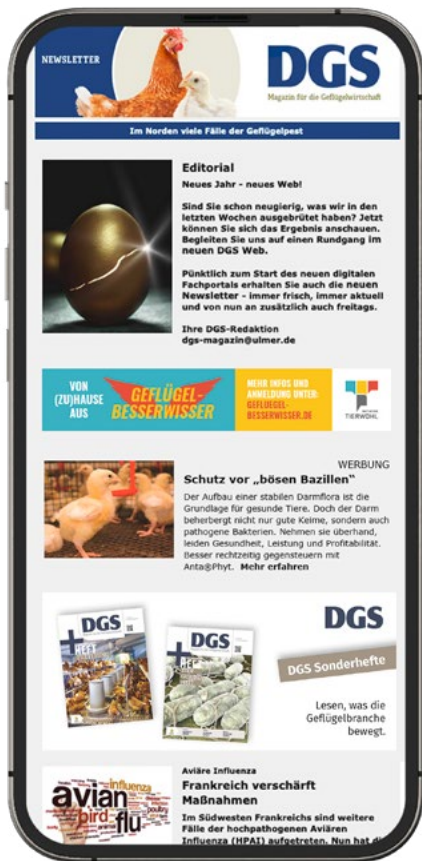 NEWSLETTER
DGS
Magazin für die Geflügelwirtschaft
Im Norden viele Fälle der Geflügelpest
Editorial
Neues Jahr - neues Web!
Sind Sie schon neugierig, was wir in den
letzten Wochen ausgebrütet haben? Jetzt
können Sie sich das Ergebnis anschauen.
Begleiten Sie uns auf einen Rundgang im
neuen DGS Web.
Pünktlich zum Start des neuen digitalen
Fachportals erhalten Sie auch die neuen
Newsletter - immer frisch, immer aktuell
und von nun an zusätzlich auch freitags.
Ihre DGS-Redaktion
dgs-magazin@ulmer.de
VON
(ZU)HAUSE
AUS
GEFLÜGEL-
BESSERWISSER
MEHR INFOS UND
ANMELDUNG UNTER:
GEFLUEGEL-
BESSERWISSER.DE
TIERWOHL
WERBUNG
Schutz vor „bösen Bazillen“
Der Aufbau einer stabilen Darmflora ist die
Grundlage für gesunde Tiere. Doch der Darm
beherbergt nicht nur gute Keime, sondern auch
pathogene Bakterien. Nehmen sie überhand,
leiden Gesundheit, Leistung und Profitabilität.
Besser rechtzeitig gegensteuern mit
Anta®Phyt. Mehr erfahren
DGS
HEFT
DGS
HEFT
DGS
DGS Sonderhefte
Lesen, was die
Geflügelbranche
bewegt.
avian
influenza
bird
flu
poultry
Aviäre Influenza
Frankreich verschärft
Maßnahmen
Im Südwesten Frankreichs sind weitere
Fälle der hochpathogenen Aviären
Influenza (HPAI) aufgetreten. Nun hat di